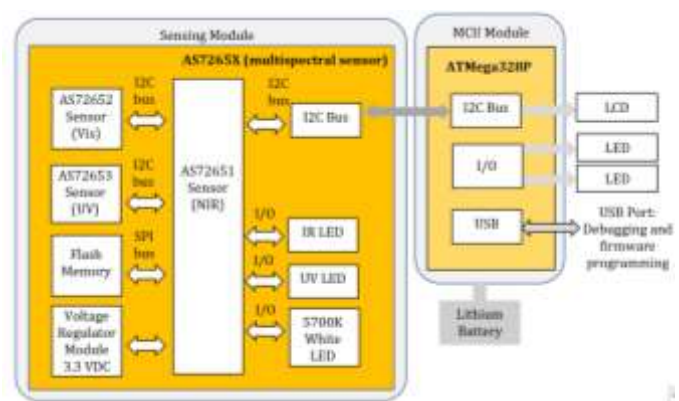 Sensing Module
AS7265X (multispectral sensor)
AS72652
Sensor
(Vis)
I2C
bus
AS72653
Sensor
(UV)
I2C
bus
Flash
Memory
SPI
bus
Voltage
Regulator
Module
3.3 VDC
AS72651
Sensor
(NIR)
I2C
bus
I2C Bus
I/O
IR LED
I/O
UV LED
I/O
5700K
White
LED
MCU Module
ATMega328P
I2C Bus
I/O
USB
LCD
LED
LED
USB Port:
Debugging and
firmware
programming
Lithium
Battery